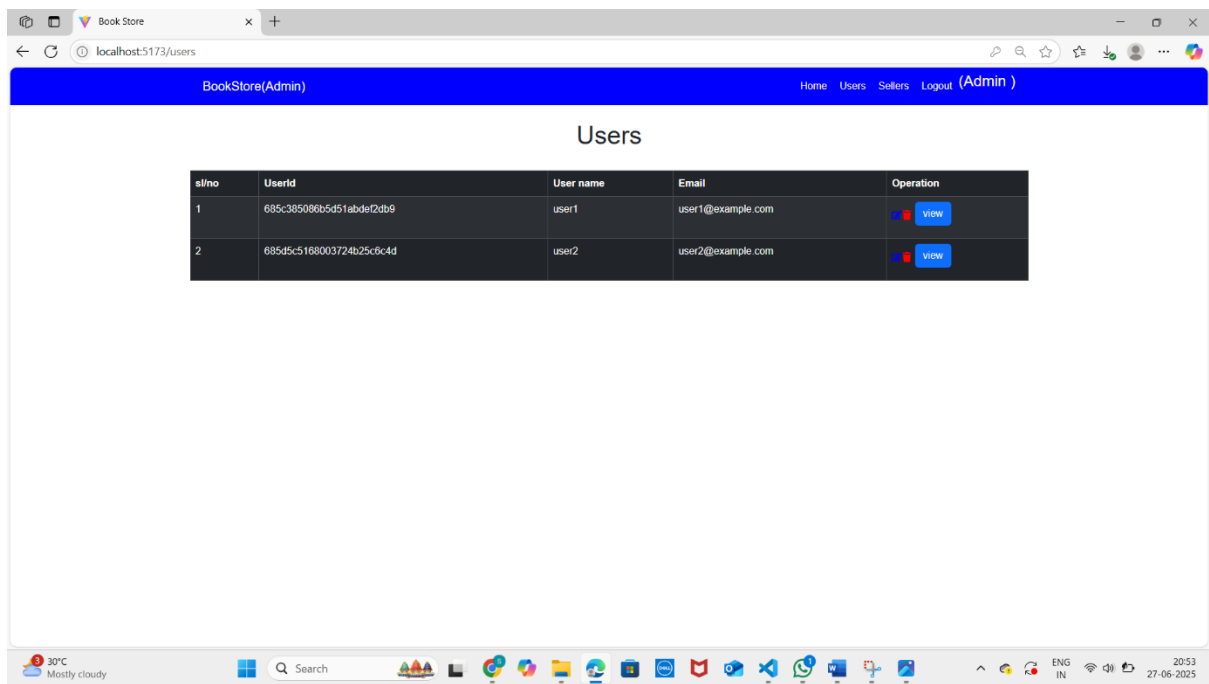 Book Store
localhost:5173/users
BookStore(Admin)
Home Users Sellers Logout (Admin )
Users
sl/no UserId User name Email Operation
1 685c385086b5d51abdef2db9 user1 user1@example.com view
2 685d5c5168003724b25c6c4d user2 user2@example.com view
3
30°C
Mostly cloudy
Search
ENG
IN
20:53
27-06-2025